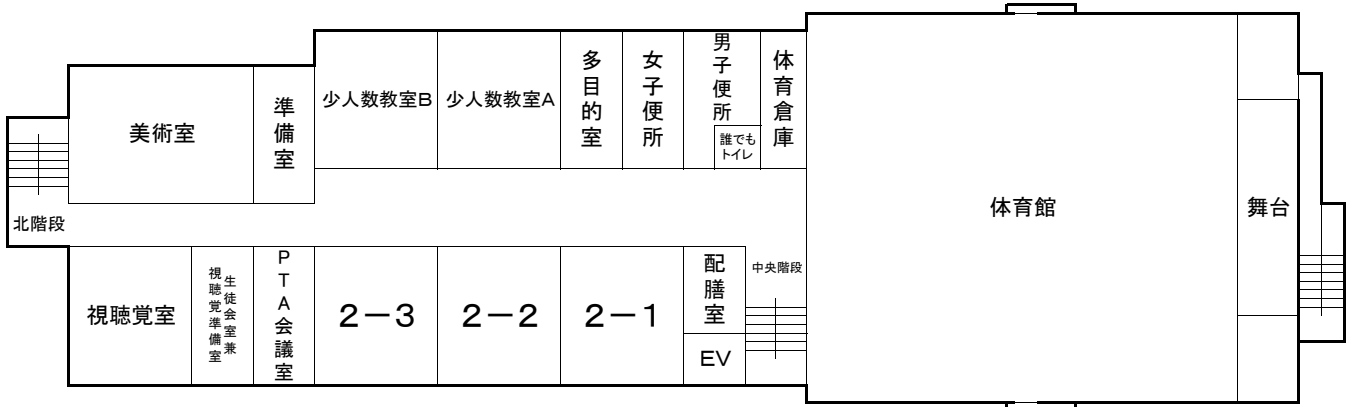 美術室
準備室
少人数教室B
少人数教室A
多目的室
女子便所
男子便所
誰でも
トイレ
体育倉庫
体育館
舞台
北階段
視聴覚室
生徒会室兼
視聴覚準備室
PTA会議室
2－3
2－2
2－1
配膳室
EV
中央階段